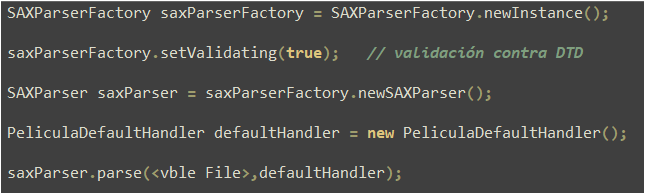 SAXParserFactory saxParserFactory = SAXParserFactory.newInstance();
saxParserFactory.setValidating(true);   // validación contra DTD
SAXParser saxParser = saxParserFactory.newSAXParser();
PeliculaDefaultHandler defaultHandler = new PeliculaDefaultHandler();
saxParser.parse(<vble File>,defaultHandler);